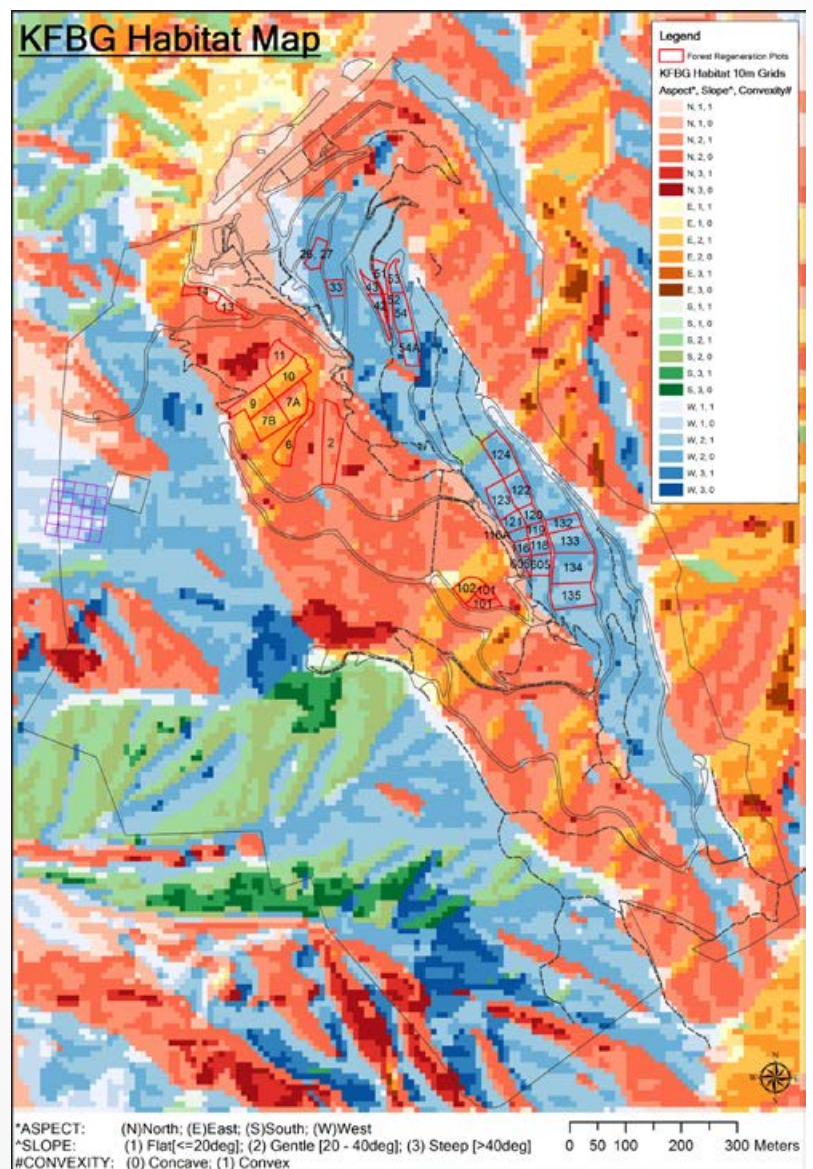 KFBG Habitat Map
Legend
Forest Regeneration Plots
KFBG Habitat 10m Grids
Aspect*, Slope^, Convexity#
N, 1, 1
N, 1, 0
N, 2, 1
N, 2, 0
N, 3, 1
N, 3, 0
E, 1, 1
E, 1, 0
E, 2, 1
E, 2, 0
E, 3, 1
E, 3, 0
S, 1, 1
S, 1, 0
S, 2, 1
S, 2, 0
S, 3, 1
S, 3, 0
W, 1, 1
W, 1, 0
W, 2, 1
W, 2, 0
W, 3, 1
W, 3, 0
26, 27
33
51
53
43
52
42
54
54A
14
13
11
10
9
7A
7B
6
2
124
122
123
120
121
119
132
116A
116
118
133
605
134
135
102
101
101
N
W
E
S
*ASPECT: (N)North; (E)East; (S)South; (W)West
^SLOPE: (1) Flat[<=20deg]; (2) Gentle [20 - 40deg]; (3) Steep [>40deg]
#CONVEXITY: (0) Concave; (1) Convex
0 50 100 200 300 Meters